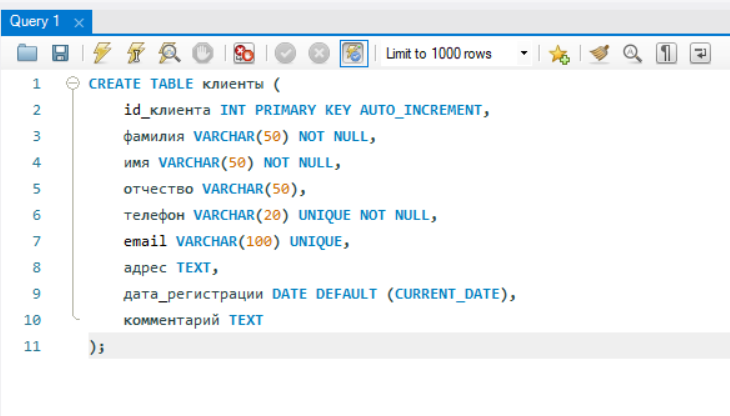 Query 1
Limit to 1000 rows
1 CREATE TABLE клиенты (
2 id_клиента INT PRIMARY KEY AUTO_INCREMENT,
3 фамилия VARCHAR(50) NOT NULL,
4 имя VARCHAR(50) NOT NULL,
5 отчество VARCHAR(50),
6 телефон VARCHAR(20) UNIQUE NOT NULL,
7 email VARCHAR(100) UNIQUE,
8 адрес TEXT,
9 дата_регистрации DATE DEFAULT (CURRENT_DATE),
10 комментарий TEXT
11 );